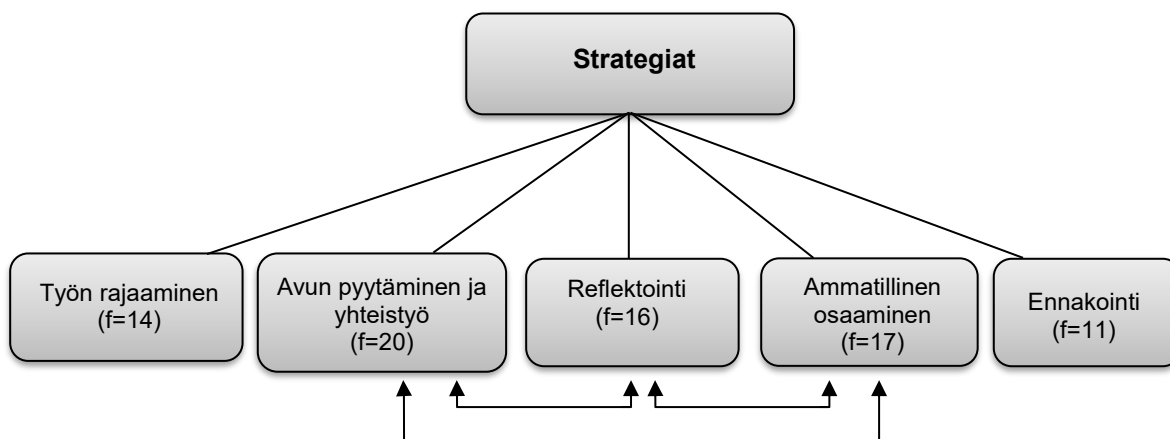 Strategiat
Työn rajaaminen
(f=14)
Avun pyytäminen ja
yhteistyö
(f=20)
Reflektointi
(f=16)
Ammatillinen
osaaminen
(f=17)
Ennakointi
(f=11)